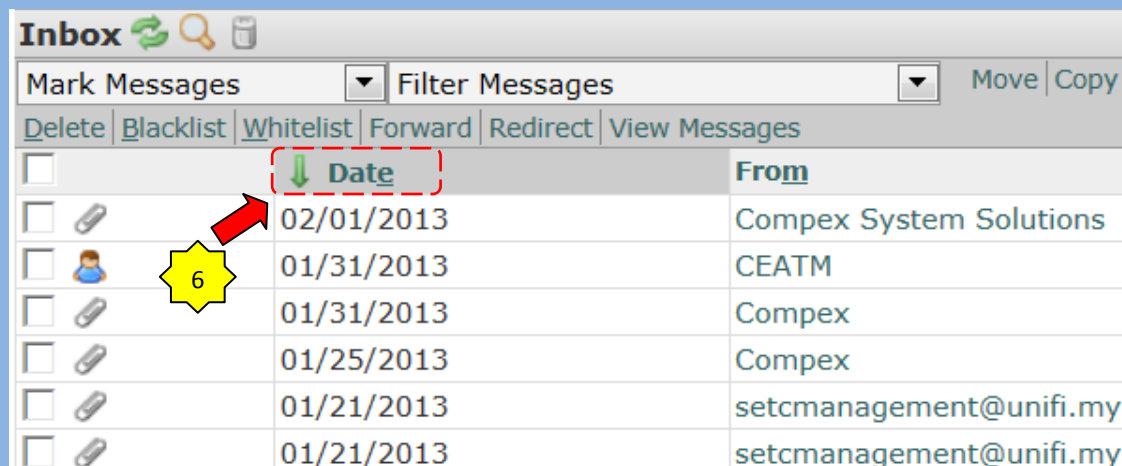 Inbox
Mark Messages Filter Messages Move Copy
Delete Blacklist Whitelist Forward Redirect View Messages
Date From
02/01/2013 Compex System Solutions
01/31/2013 CEATM
6
01/31/2013 Compex
01/25/2013 Compex
01/21/2013 setcmanagement@unifi.my
01/21/2013 setcmanagement@unifi.my